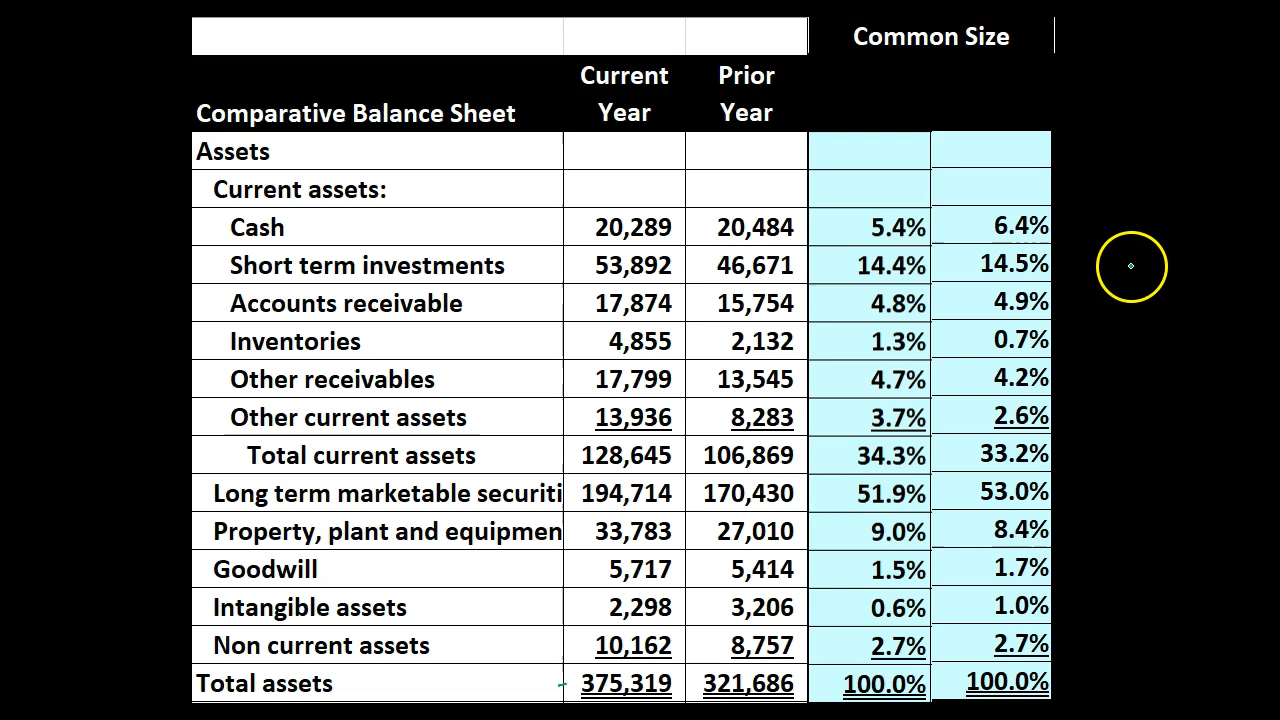 Common Size
Current Prior
Comparative Balance Sheet Year Year
Assets
Current assets:
Cash 20,289 20,484 5.4% 6.4%
Short term investments 53,892 46,671 14.4% 14.5%
Accounts receivable 17,874 15,754 4.8% 4.9%
Inventories 4,855 2,132 1.3% 0.7%
Other receivables 17,799 13,545 4.7% 4.2%
Other current assets 13,936 8,283 3.7% 2.6%
Total current assets 128,645 106,869 34.3% 33.2%
Long term marketable securiti 194,714 170,430 51.9% 53.0%
Property, plant and equipmen 33,783 27,010 9.0% 8.4%
Goodwill 5,717 5,414 1.5% 1.7%
Intangible assets 2,298 3,206 0.6% 1.0%
Non current assets 10,162 8,757 2.7% 2.7%
Total assets 375,319 321,686 100.0% 100.0%